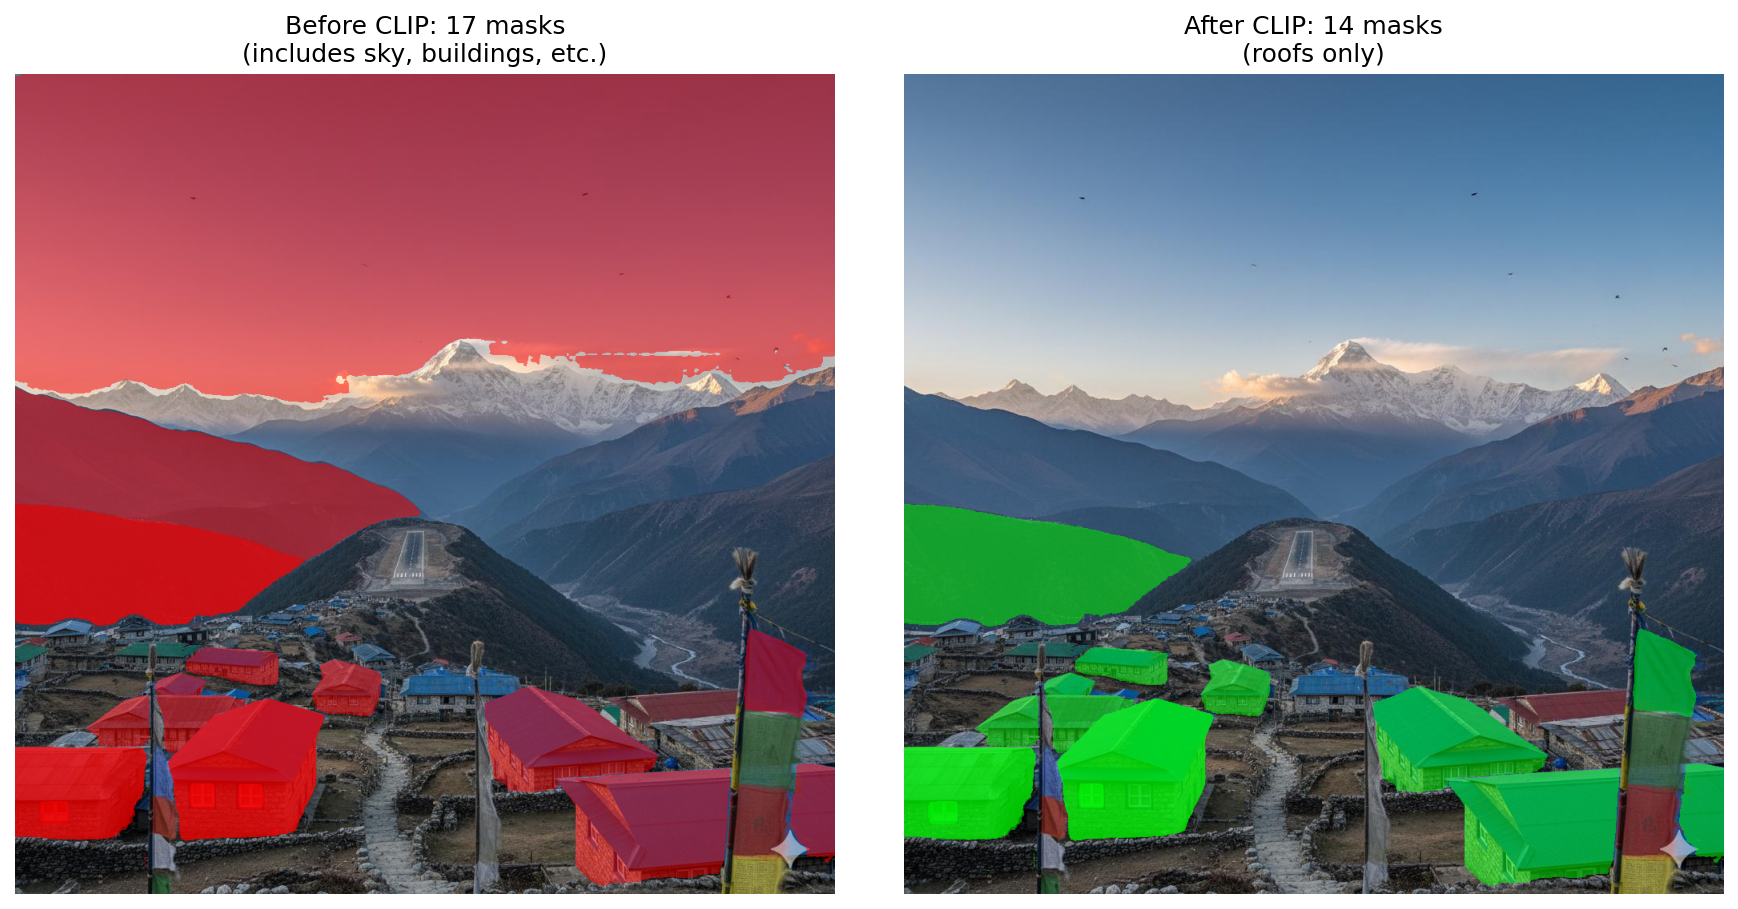 Before CLIP: 17 masks
(includes sky, buildings, etc.)
After CLIP: 14 masks
(roofs only)